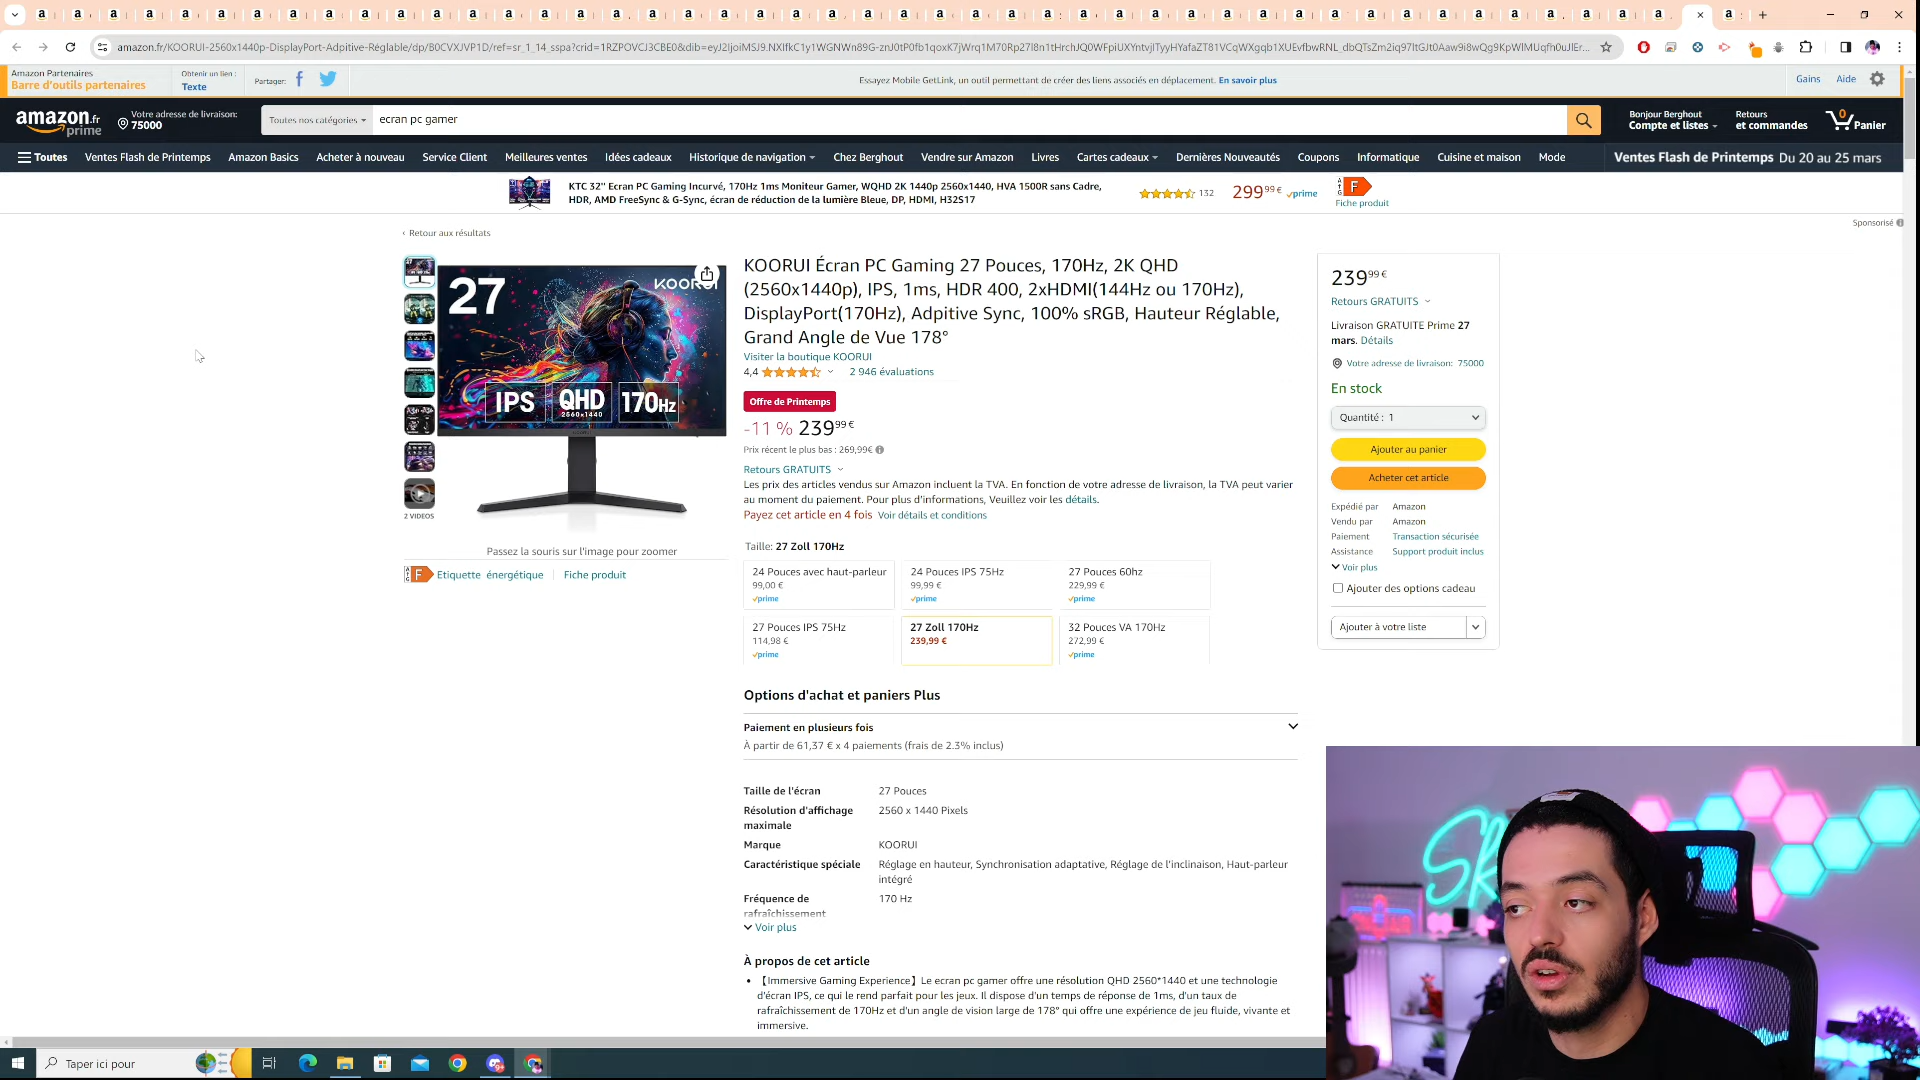 amazon.fr/KOORUI-2560x1440p-DisplayPort-Adpitive-Réglable/dp/B0CVXJVP1D/ref=sr_1_14_sspa?crid=1RZPOVCJ3CBE0&dib=
Amazon Partenaires
Barre d'outils partenaires
Obtenir un lien :
Texte
Partager:
Essayez Mobile GetLink, un outil permettant de créer des liens associés en déplacement. En savoir plus
Gains
Aide
amazon.fr
prime
Votre adresse de livraison:
75000
Toutes nos catégories
ecran pc gamer
Bonjour Berghout
Compte et listes
Retours
et commandes
0
Panier
Toutes
Ventes Flash de Printemps
Amazon Basics
Acheter à nouveau
Service Client
Meilleures ventes
Idées cadeaux
Historique de navigation
Chez Berghout
Vendre sur Amazon
Livres
Cartes cadeaux
Dernières Nouveautés
Coupons
Informatique
Cuisine et maison
Mode
Ventes Flash de Printemps Du 20 au 25 mars
KTC 32" Ecran PC Gaming Incurvé, 170Hz 1ms Moniteur Gamer, WQHD 2K 1440p 2560x1440, HVA 1500R sans Cadre,
HDR, AMD FreeSync & G-Sync, écran de réduction de la lumière Bleue, DP, HDMI, H32S17
132
299,99 €
prime
F
Fiche produit
Sponsorisé
‹ Retour aux résultats
27
KOORUI
IPS
QHD
2560x1440
170Hz
2 VIDEOS
Passez la souris sur l'image pour zoomer
F
Etiquette énergétique
Fiche produit
KOORUI Écran PC Gaming 27 Pouces, 170Hz, 2K QHD
(2560x1440p), IPS, 1ms, HDR 400, 2xHDMI(144Hz ou 170Hz),
DisplayPort(170Hz), Adpitive Sync, 100% sRGB, Hauteur Réglable,
Grand Angle de Vue 178°
Visiter la boutique KOORUI
4,4
2 946 évaluations
Offre de Printemps
-11 % 239,99 €
Prix récent le plus bas : 269,99€
Retours GRATUITS
Les prix des articles vendus sur Amazon incluent la TVA. En fonction de votre adresse de livraison, la TVA peut varier
au moment du paiement. Pour plus d'informations, Veuillez voir les détails.
Payez cet article en 4 fois Voir détails et conditions
Taille: 27 Zoll 170Hz
24 Pouces avec haut-parleur
99,00 €
prime
24 Pouces IPS 75Hz
99,99 €
prime
27 Pouces 60hz
229,99 €
prime
27 Pouces IPS 75Hz
114,98 €
prime
27 Zoll 170Hz
239,99 €
32 Pouces VA 170Hz
272,99 €
prime
Options d'achat et paniers Plus
Paiement en plusieurs fois
À partir de 61,37 € x 4 paiements (frais de 2.3% inclus)
Taille de l'écran 27 Pouces
Résolution d'affichage 2560 x 1440 Pixels
maximale
Marque KOORUI
Caractéristique spéciale Réglage en hauteur, Synchronisation adaptative, Réglage de l'inclinaison, Haut-parleur
intégré
Fréquence de 170 Hz
rafraîchissement
Voir plus
À propos de cet article
• 【Immersive Gaming Experience】Le ecran pc gamer offre une résolution QHD 2560*1440 et une technologie
d'écran IPS, ce qui le rend parfait pour les jeux. Il dispose d'un temps de réponse de 1ms, d'un taux de
rafraîchissement de 170Hz et d'un angle de vision large de 178° qui offre une expérience de jeu fluide, vivante et
immersive.
239,99 €
Retours GRATUITS
Livraison GRATUITE Prime 27
mars. Détails
Votre adresse de livraison: 75000
En stock
Quantité : 1
Ajouter au panier
Acheter cet article
Expédié par Amazon
Vendu par Amazon
Paiement Transaction sécurisée
Assistance Support produit inclus
Voir plus
Ajouter des options cadeau
Ajouter à votre liste
Taper ici pour